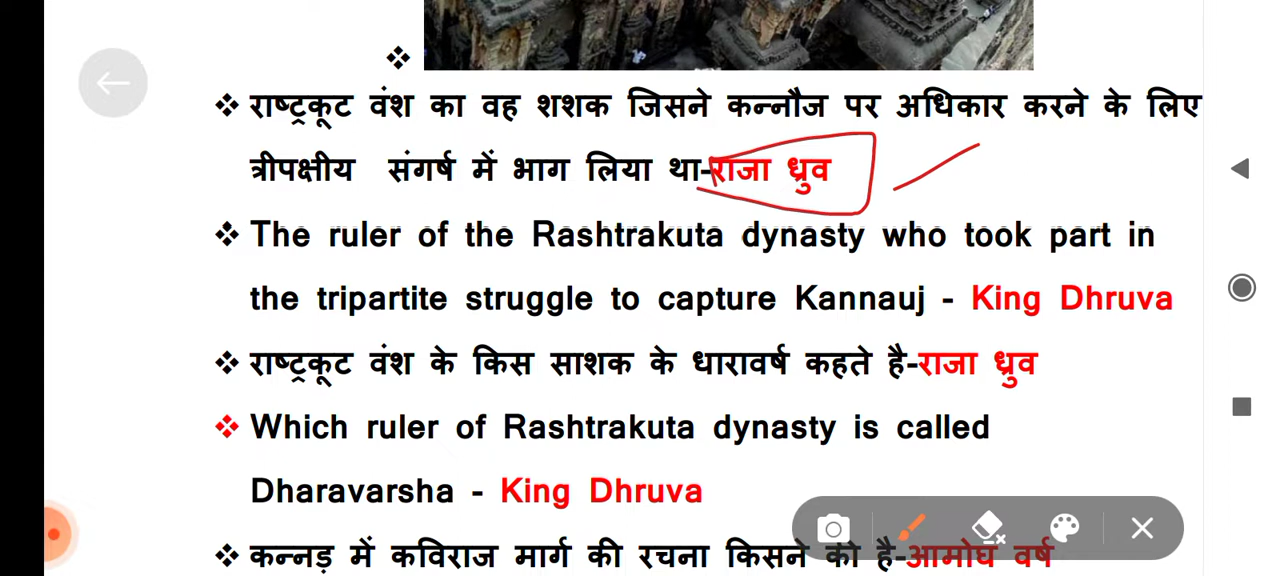 ❖
❖ राष्ट्रकूट वंश का वह शशक जिसने कन्नौज पर अधिकार करने के लिए
त्रीपक्षीय संगर्ष में भाग लिया था-राजा ध्रुव
❖ The ruler of the Rashtrakuta dynasty who took part in
the tripartite struggle to capture Kannauj - King Dhruva
❖ राष्ट्रकूट वंश के किस साशक के धारावर्ष कहते है-राजा ध्रुव
❖ Which ruler of Rashtrakuta dynasty is called
Dharavarsha - King Dhruva
❖ कन्नड़ में कविराज मार्ग की रचना किसने की है-आमोघ वर्ष